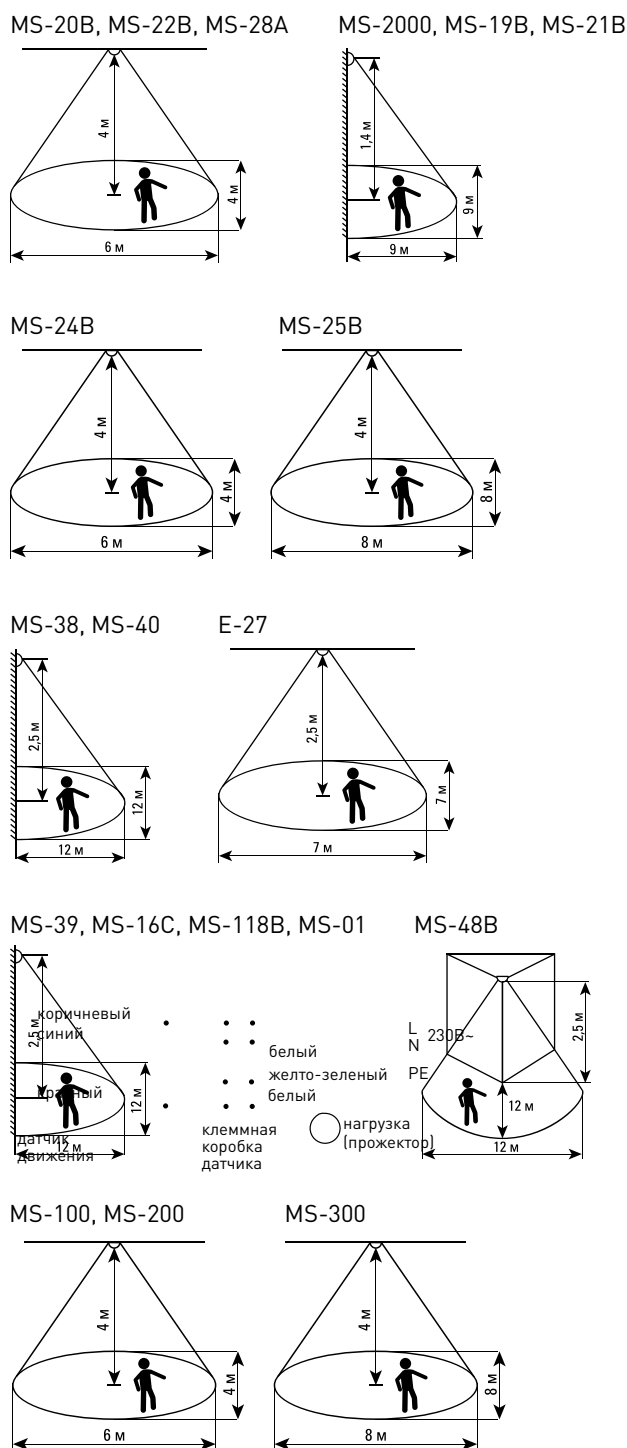 MS-20B, MS-22B, MS-28A
MS-2000, MS-19B, MS-21B
4 м
4 м
6 м
1,4 м
9 м
9 м
MS-24B
MS-25B
4 м
4 м
6 м
4 м
8 м
8 м
MS-38, MS-40
E-27
2,5 м
12 м
12 м
2,5 м
7 м
7 м
MS-39, MS-16C, MS-118B, MS-01
MS-48B
2,5 м
коричневый
синий
красный
датчик
движения
12 м
12 м
белый
желто-зеленый
белый
клеммная
коробка
датчика
нагрузка
(прожектор)
L
N
230В~
PE
2,5 м
12 м
12 м
MS-100, MS-200
MS-300
4 м
4 м
6 м
4 м
8 м
8 м